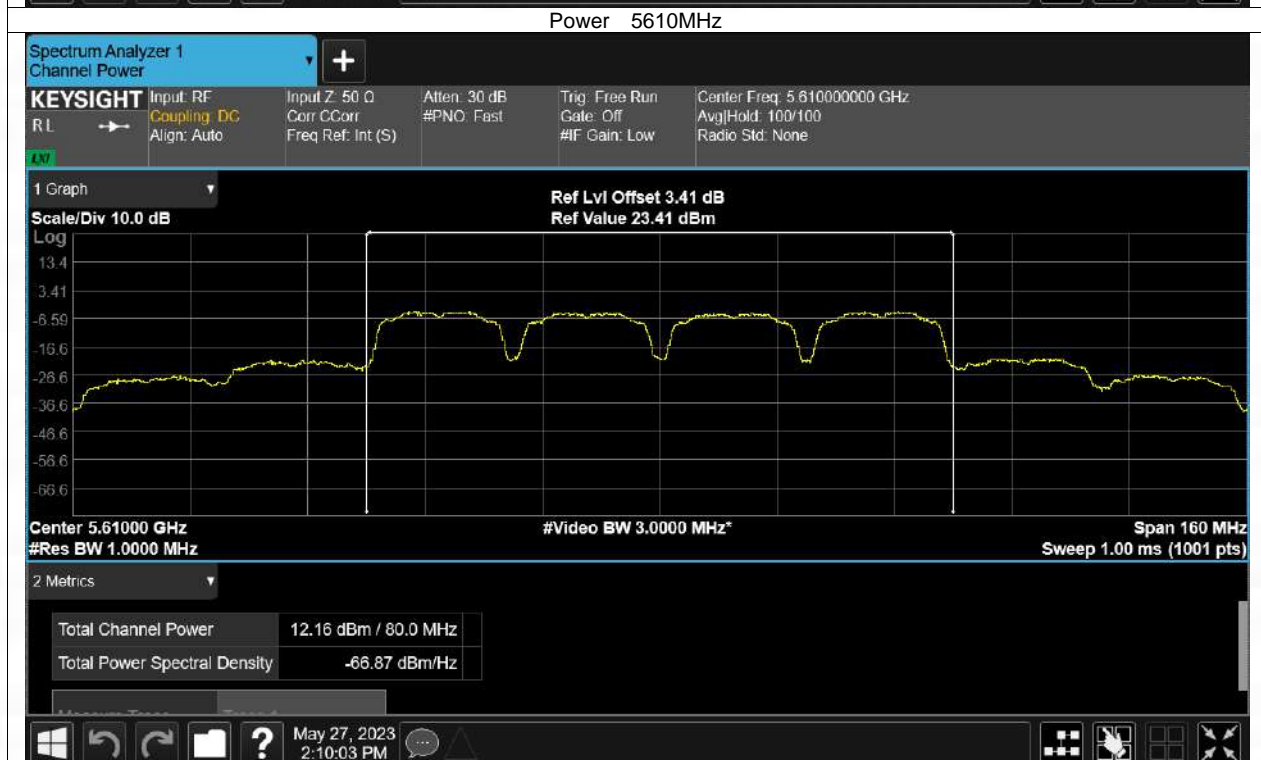 Power 5610MHz
Spectrum Analyzer 1
Channel Power
+
KEYSIGHT
RL
LXI
Input: RF
Coupling: DC
Align: Auto
Input Z: 50 Ω
Corr CCorr
Freq Ref: Int (S)
Atten: 30 dB
#PNO: Fast
Trig: Free Run
Gate: Off
#IF Gain: Low
Center Freq: 5.610000000 GHz
Avg|Hold: 100/100
Radio Std: None
1 Graph
Ref Lvl Offset 3.41 dB
Scale/Div 10.0 dB
Ref Value 23.41 dBm
Log
13.4
3.41
-6.59
-16.6
-26.6
-36.6
-46.6
-56.6
-66.6
Center 5.61000 GHz
#Video BW 3.0000 MHz*
Span 160 MHz
#Res BW 1.0000 MHz
Sweep 1.00 ms (1001 pts)
2 Metrics
Total Channel Power 12.16 dBm / 80.0 MHz
Total Power Spectral Density -66.87 dBm/Hz
?
May 27, 2023
2:10:03 PM